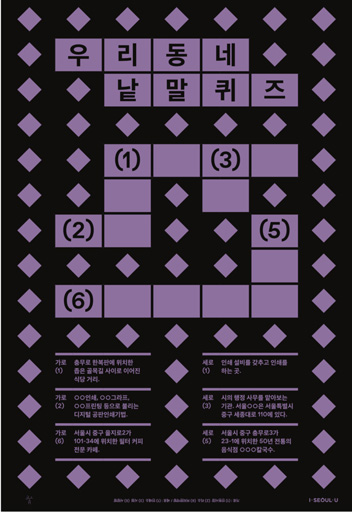 우리동네
낱말퀴즈
(1) (3)
(2) (5)
(6)
가로 충무로 한복판에 위치한
(1) 좁은 골목길 사이로 이어진
식당 거리.
세로 인쇄 설비를 갖추고 인쇄를
(1) 하는 곳.
가로 ○○인쇄, ○○그라프,
(2) ○○프린팅 등으로 불리는
디지털 공판인쇄기법.
세로 시의 행정 사무를 맡아보는
(3) 기관. 서울○○은 서울특별시
중구 세종대로 110에 있다.
가로 서울시 중구 을지로2가
(6) 101-34에 위치한 필터 커피
전문 카페.
세로 서울시 중구 충무로3가
(5) 23-1에 위치한 50년 전통의
음식점 ○○○칼국수.
I·SEOUL·U